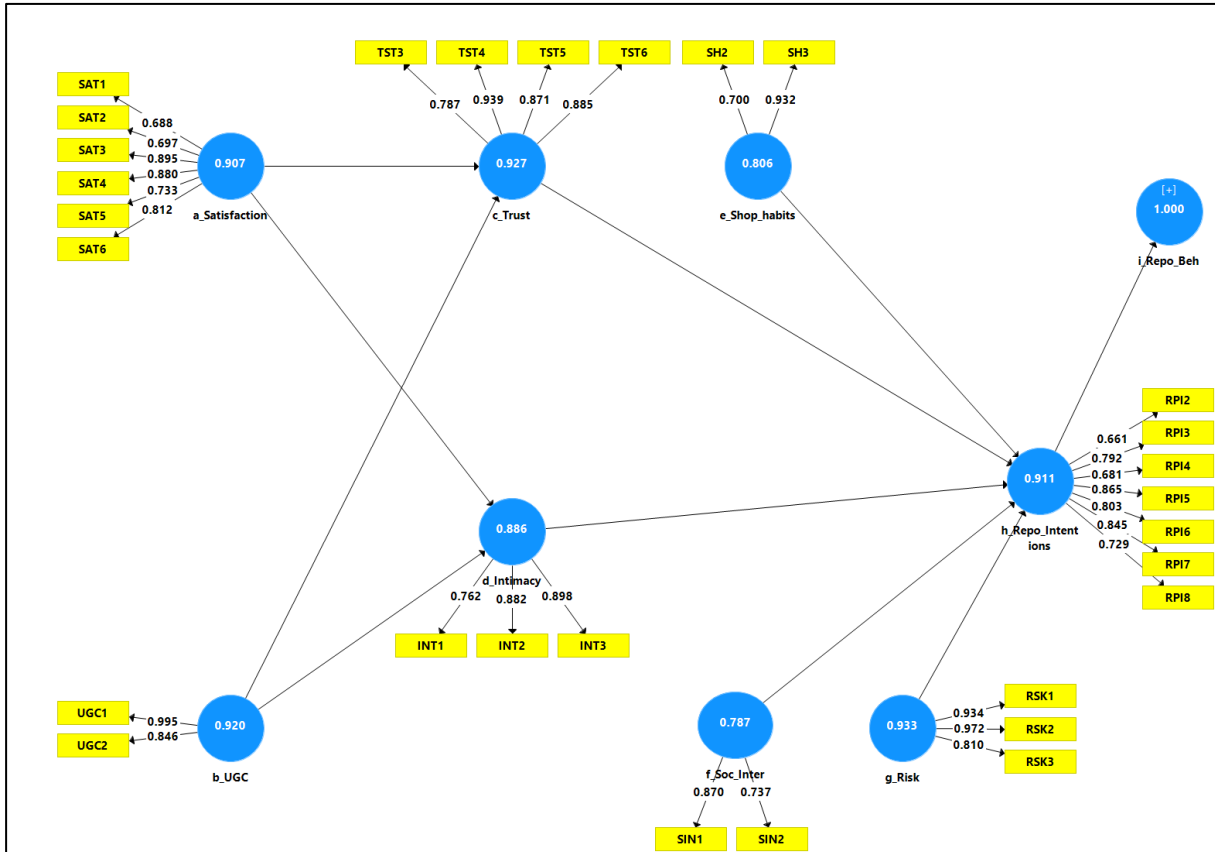 TST3
TST4
TST5
TST6
SH2
SH3
0.787
0.939
0.871
0.885
0.700
0.932
SAT1
SAT2
SAT3
SAT4
SAT5
SAT6
0.688
0.697
0.895
0.880
0.733
0.812
0.907
a_Satisfaction
0.927
c_Trust
0.806
e_Shop_habits
[+]
1.000
i_Repo_Beh
RPI2
RPI3
RPI4
RPI5
RPI6
RPI7
RPI8
0.661
0.792
0.681
0.865
0.803
0.845
0.729
0.911
h_Repo_Intent
ions
0.886
d_Intimacy
0.762
0.882
0.898
INT1
INT2
INT3
UGC1
UGC2
0.995
0.846
0.920
b_UGC
0.787
f_Soc_Inter
0.870
0.737
SIN1
SIN2
0.933
g_Risk
0.934
0.972
0.810
RSK1
RSK2
RSK3